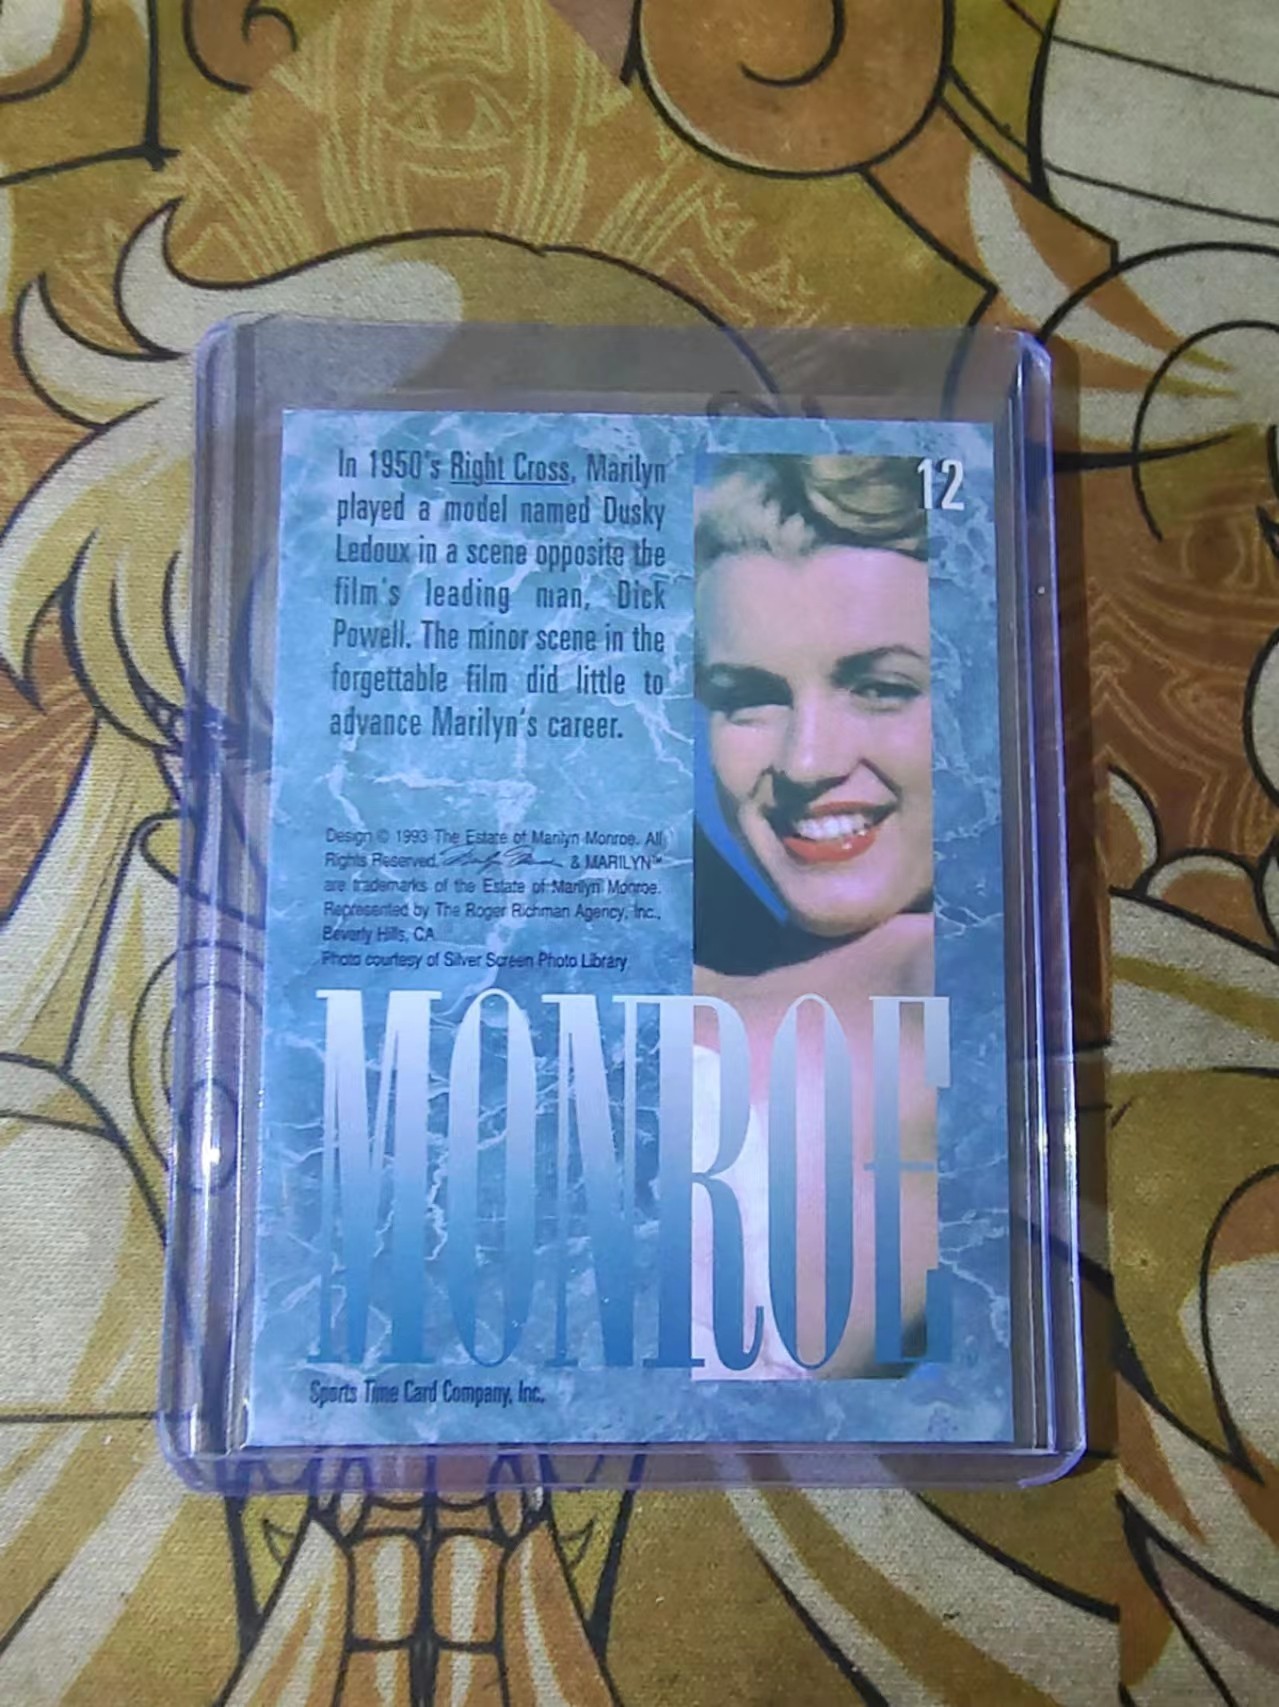 In 1950's Right Cross, Marilyn
played a model named Dusky
Ledoux in a scene opposite the
film's leading man, Dick
Powell. The minor scene in the
forgettable film did little to
advance Marilyn's career.
12
Design © 1993 The Estate of Marilyn Monroe. All
Rights Reserved. Marilyn Monroe & MARILYN™
are trademarks of the Estate of Marilyn Monroe.
Represented by The Roger Richman Agency, Inc.,
Beverly Hills, CA
Photo courtesy of Silver Screen Photo Library
MONROE
Sports Time Card Company, Inc.